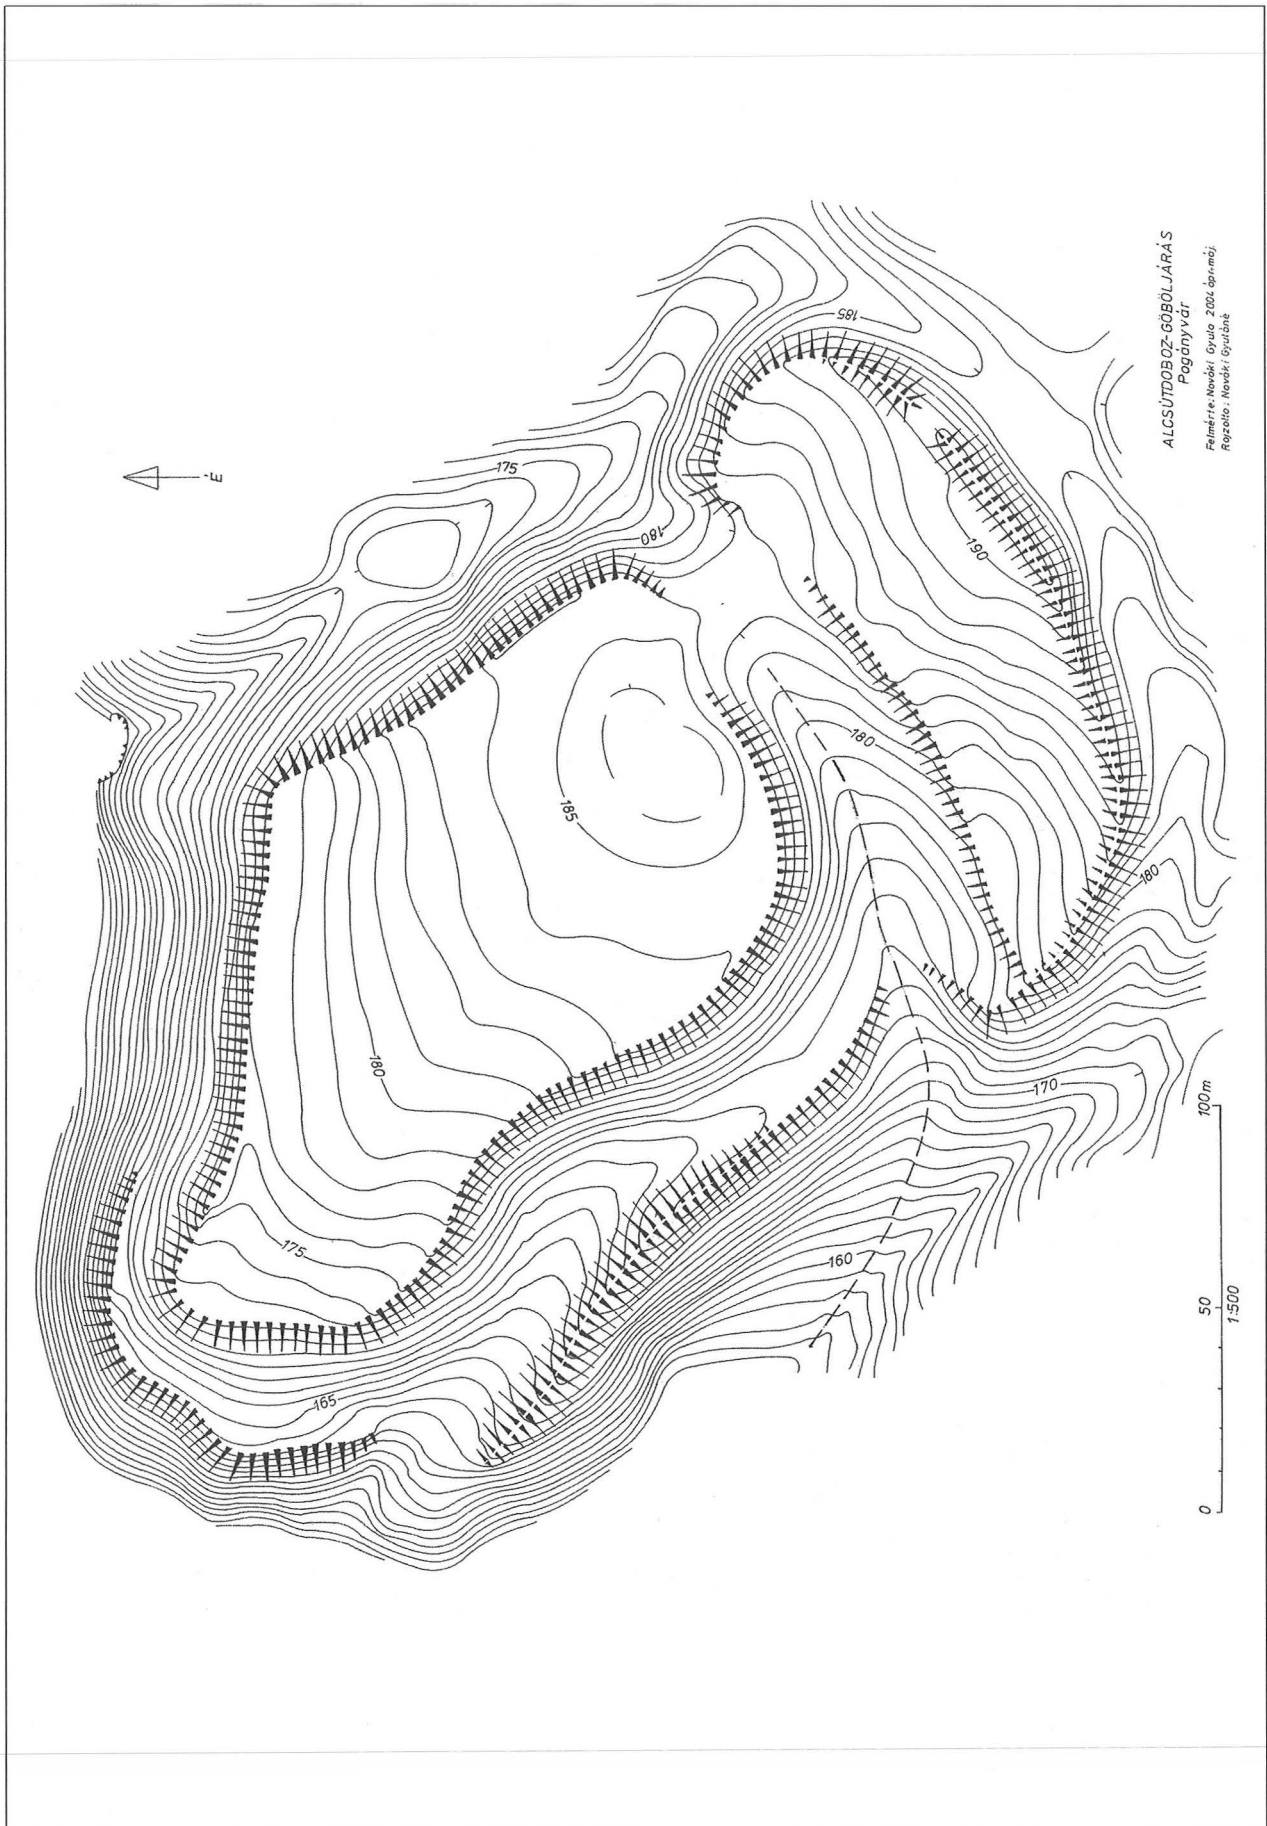 ALCSÚTDOBOZ-GÖBÖLJÁRÁS
Pogányvár
Felmérte: Nováki Gyula 2004 ápr.-máj.
Rajzolta: Nováki Gyuláné
É
175
180
185
190
185
180
180
180
175
165
170
160
0 50 100 m
1:500